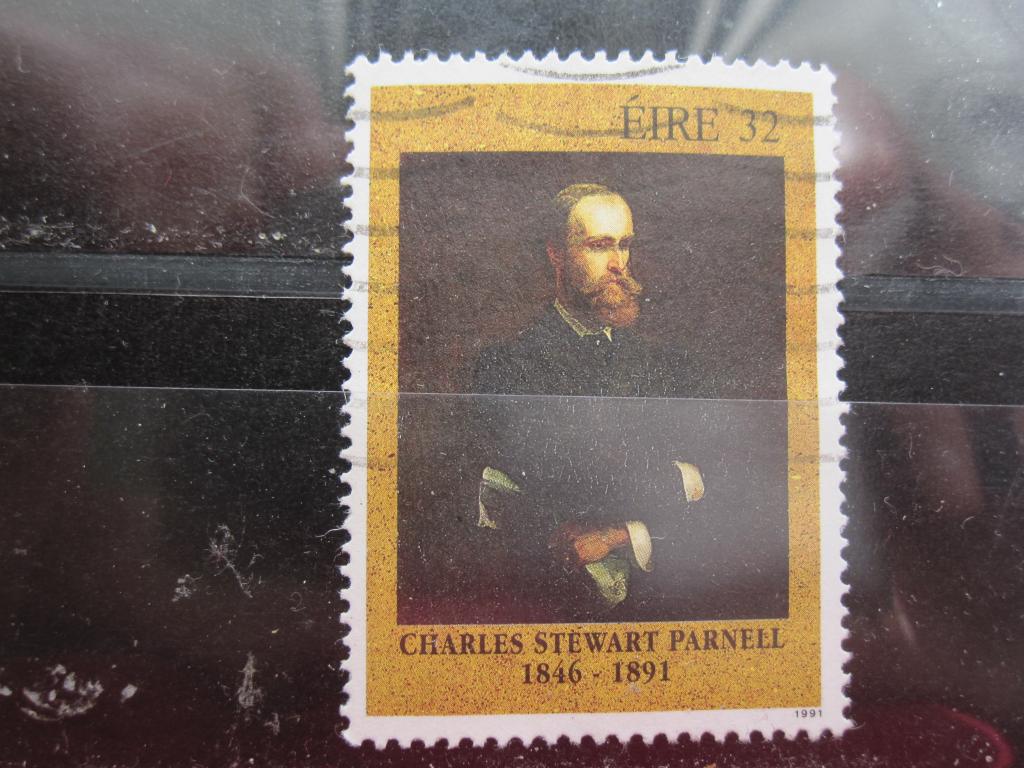 ÉIRE 32
CHARLES STEWART PARNELL
1846 - 1891
1991